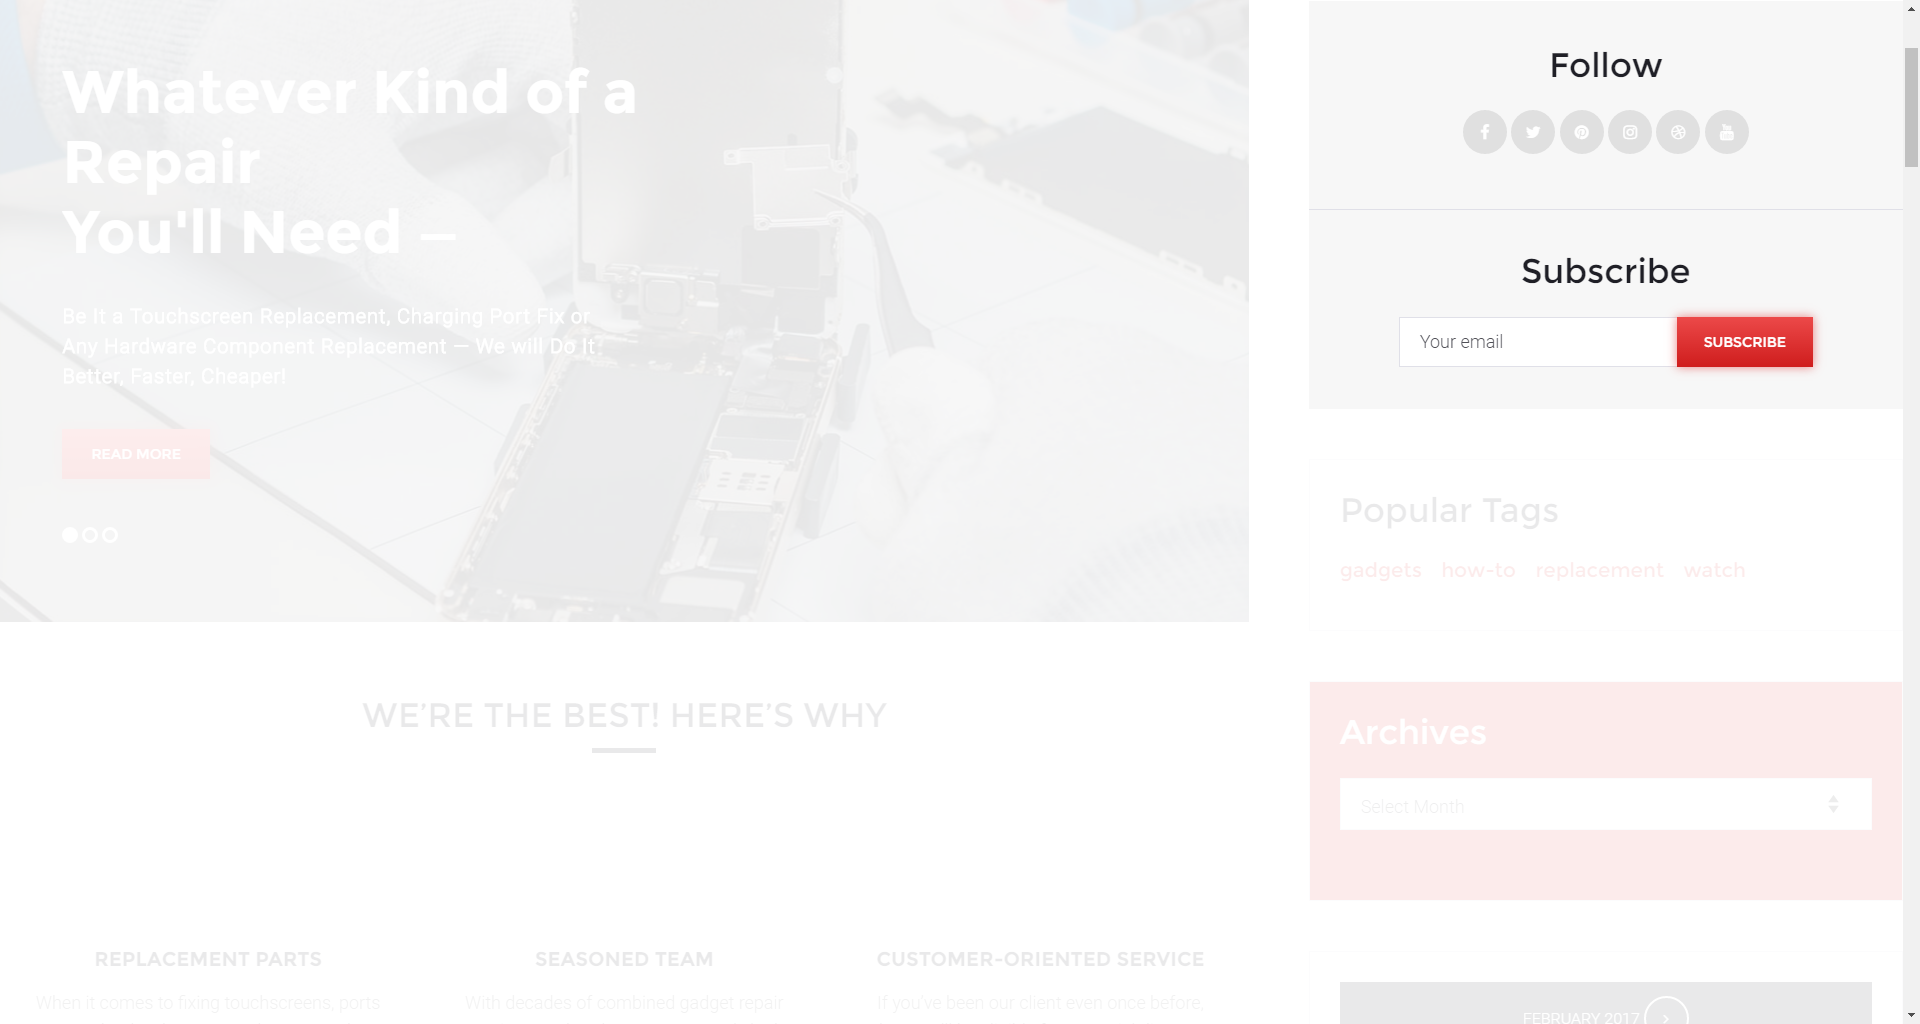 Whatever Kind of a
Repair
You'll Need —
Be It a Touchscreen Replacement, Charging Port Fix or
Any Hardware Component Replacement — We will Do It
Better, Faster, Cheaper!
READ MORE
WE’RE THE BEST! HERE’S WHY
REPLACEMENT PARTS
When it comes to fixing touchscreens, ports
SEASONED TEAM
With decades of combined gadget repair
CUSTOMER-ORIENTED SERVICE
If you’ve been our client even once before,
Follow
Subscribe
Your email
SUBSCRIBE
Popular Tags
gadgets how-to replacement watch
Archives
Select Month
FEBRUARY 2017